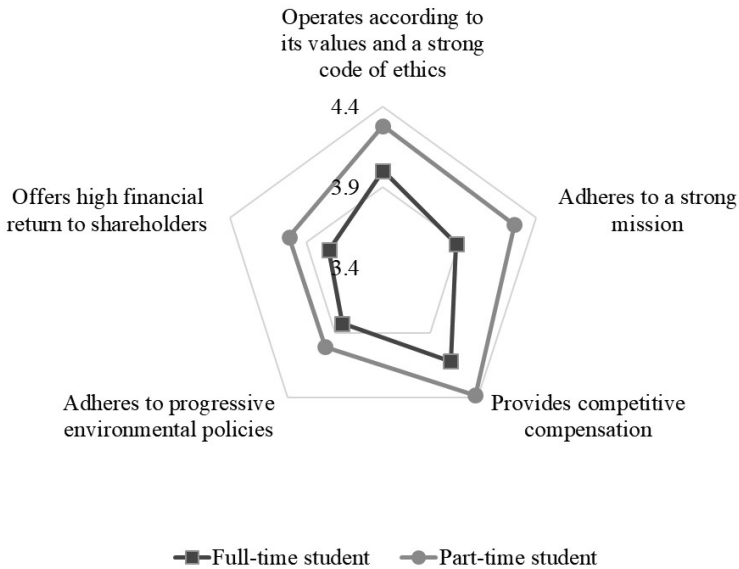 Operates according to
its values and a strong
code of ethics
4.4
3.9
3.4
Offers high financial
return to shareholders
Adheres to a strong
mission
Adheres to progressive
environmental policies
Provides competitive
compensation
Full-time student
Part-time student